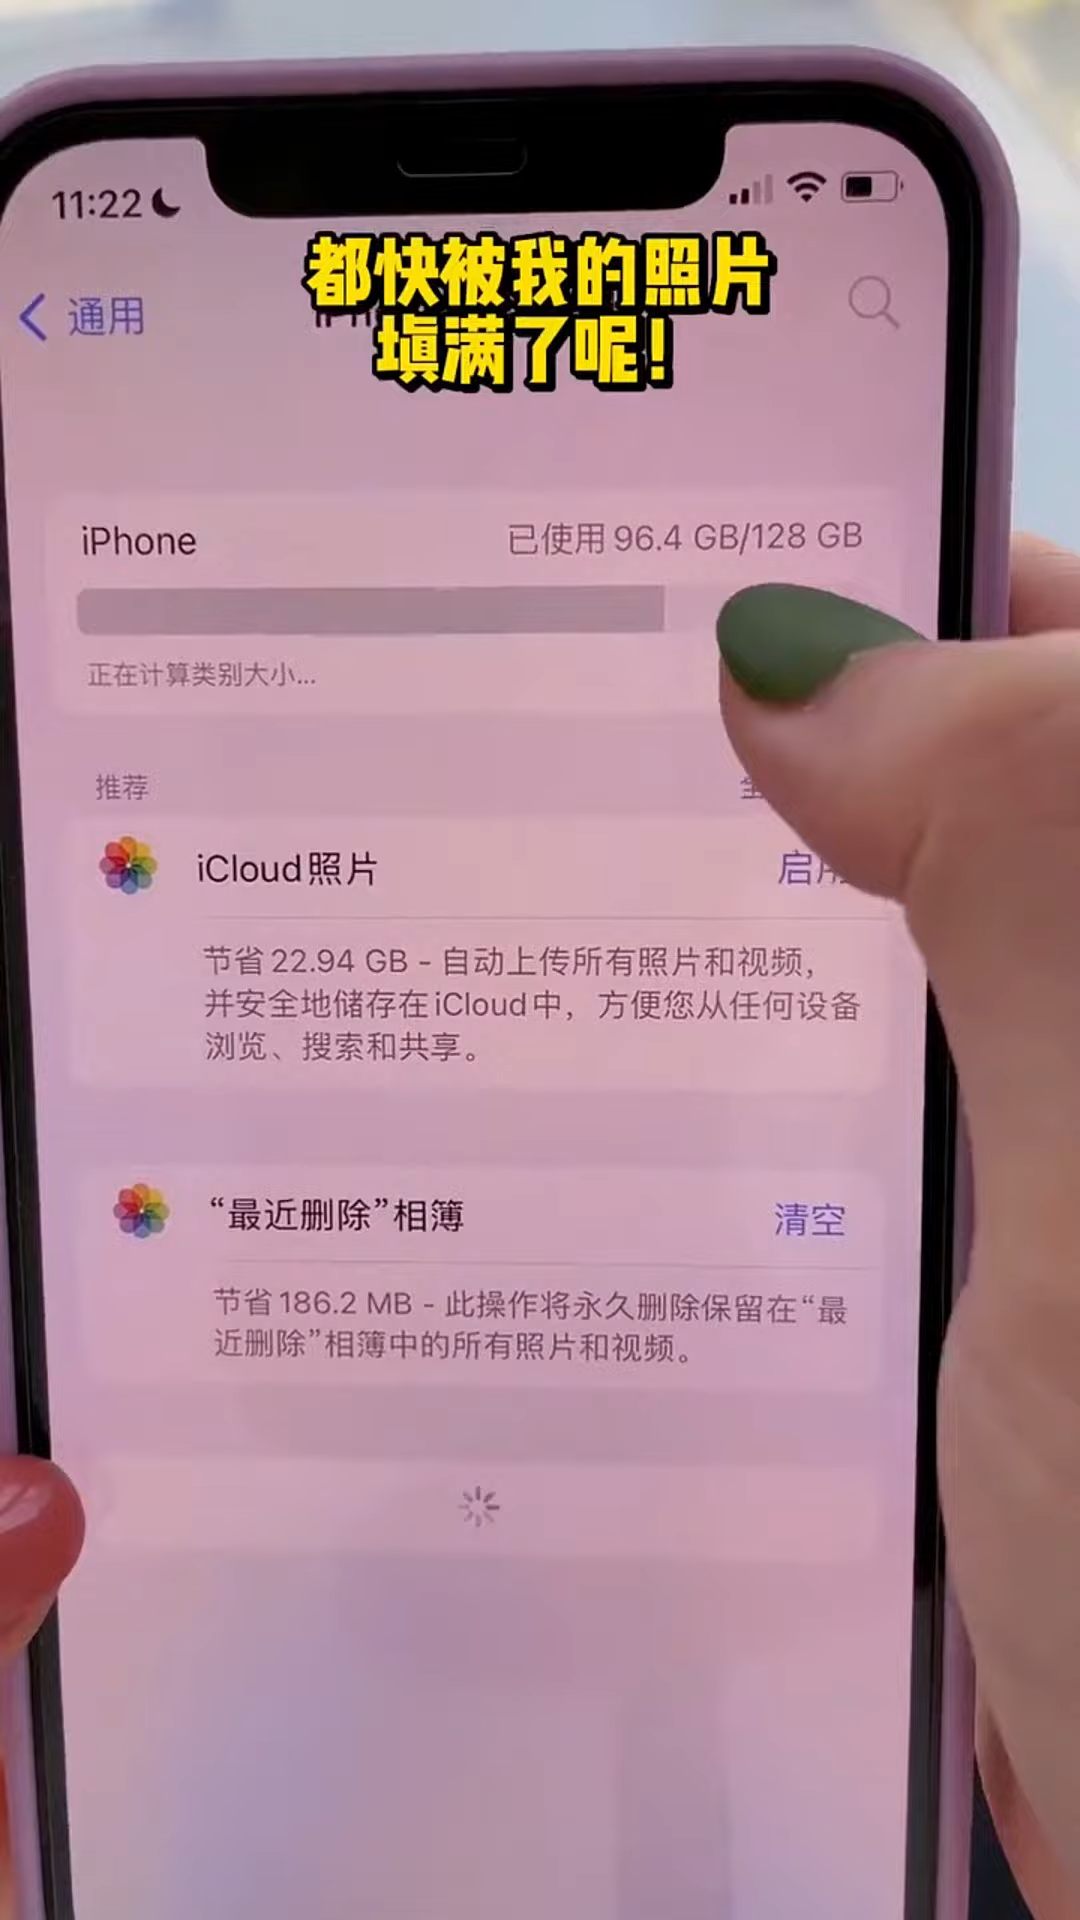 11:22
都快被我的照片
填满了呢！
通用
iPhone
已使用 96.4 GB/128 GB
正在计算类别大小...
推荐
iCloud照片
启用
节省 22.94 GB – 自动上传所有照片和视频，
并安全地储存在 iCloud 中，方便您从任何设备
浏览、搜索和共享。
“最近删除”相簿
清空
节省 186.2 MB – 此操作将永久删除保留在“最
近删除”相簿中的所有照片和视频。